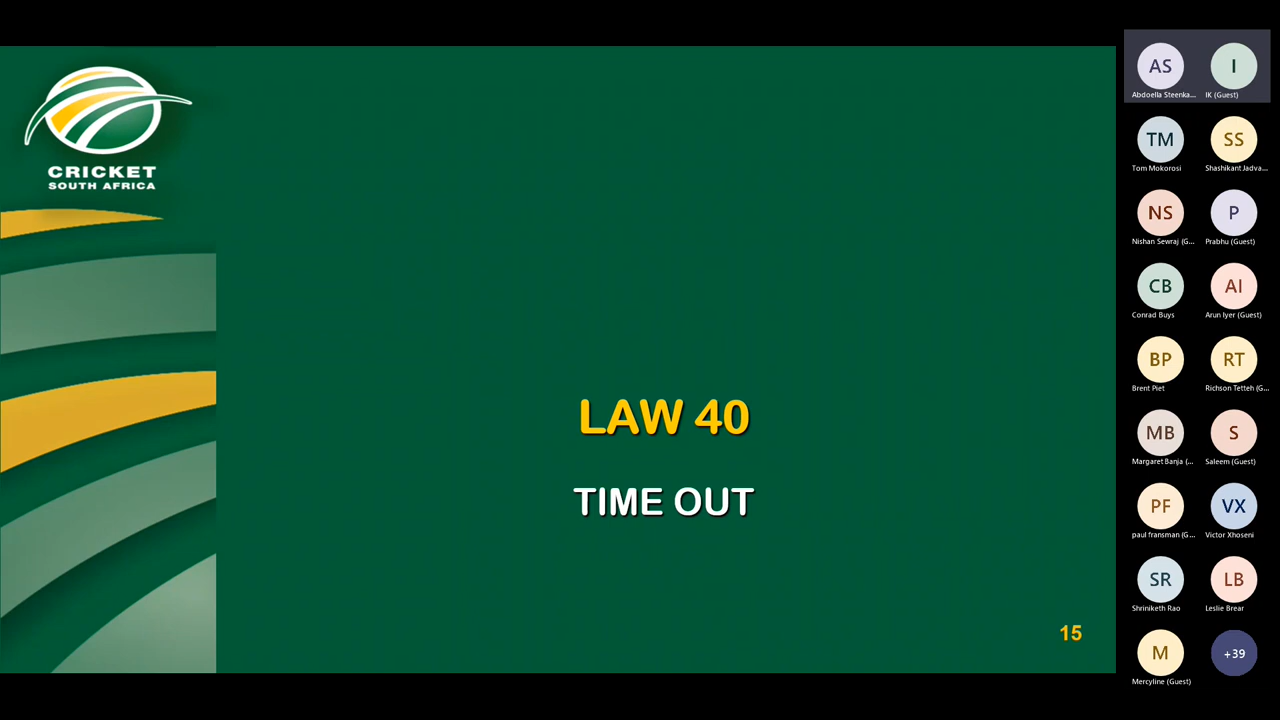 CRICKET
SOUTH AFRICA
LAW 40
TIME OUT
15
AS
I
Abdoella Steenka...
IK (Guest)
TM
SS
Tom Mokorosi
Shashikant Jadva...
NS
P
Nishan Sewraj (G...
Prabhu (Guest)
CB
AI
Conrad Buys
Arun Iyer (Guest)
BP
RT
Brent Piet
Richson Tetteh (G...
MB
S
Margaret Banja (...
Saleem (Guest)
PF
VX
paul fransman (G...
Victor Xhoseni
SR
LB
Shriniketh Rao
Leslie Brear
M
+39
Mercyline (Guest)